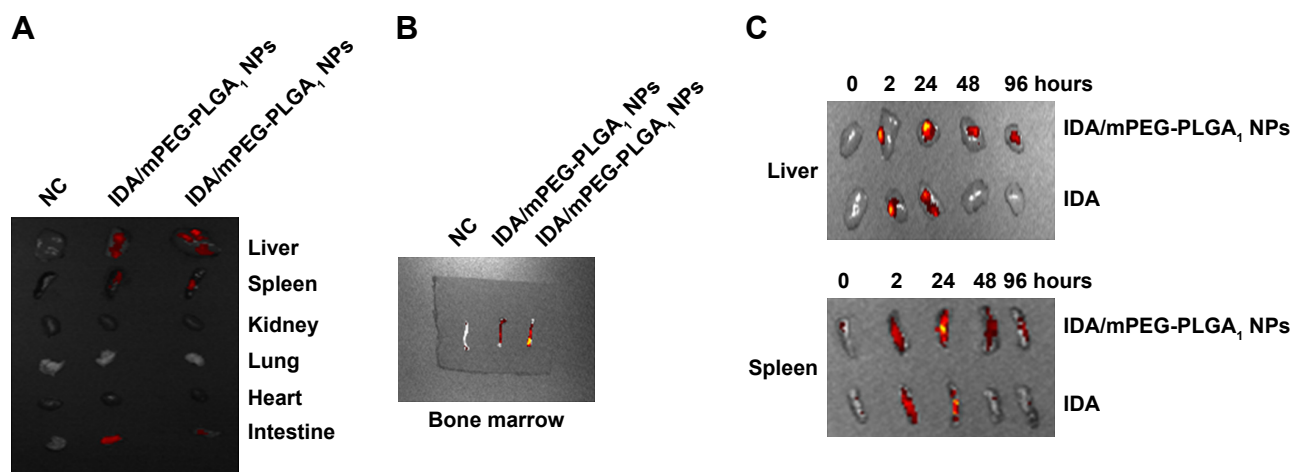 A
NC
IDA/mPEG-PLGA₁ NPs
IDA/mPEG-PLGA₁ NPs
Liver
Spleen
Kidney
Lung
Heart
Intestine
B
NC
IDA/mPEG-PLGA₁ NPs
IDA/mPEG-PLGA₁ NPs
Bone marrow
C
0 2 24 48 96 hours
IDA/mPEG-PLGA₁ NPs
Liver
IDA
0 2 24 48 96 hours
IDA/mPEG-PLGA₁ NPs
Spleen
IDA